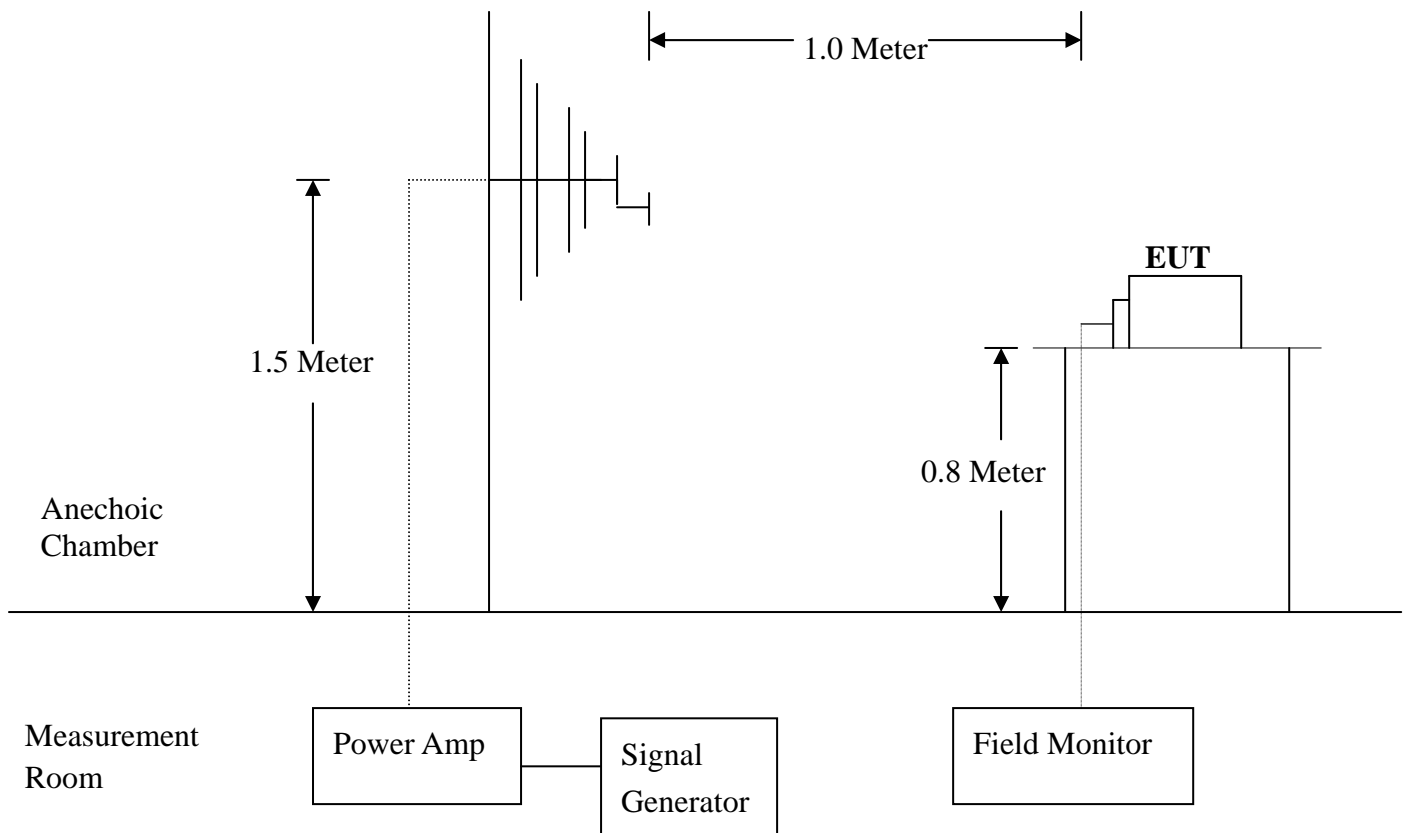 1.0 Meter
EUT
1.5 Meter
0.8 Meter
Anechoic
Chamber
Measurement
Room
Power Amp
Signal
Generator
Field Monitor